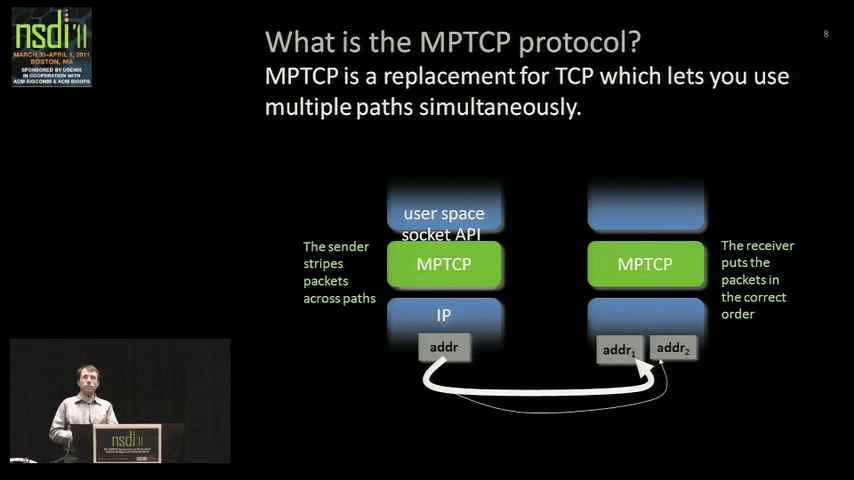 nsdi'11
MARCH 30–APRIL 1, 2011
BOSTON, MA
SPONSORED BY USENIX
IN COOPERATION WITH
ACM SIGCOMM & ACM SIGOPS
What is the MPTCP protocol?
8
MPTCP is a replacement for TCP which lets you use
multiple paths simultaneously.
user space
socket API
The sender
stripes
packets
across paths
MPTCP
MPTCP
The receiver
puts the
packets in
the correct
order
IP
addr
addr₁
addr₂
nsdi'11